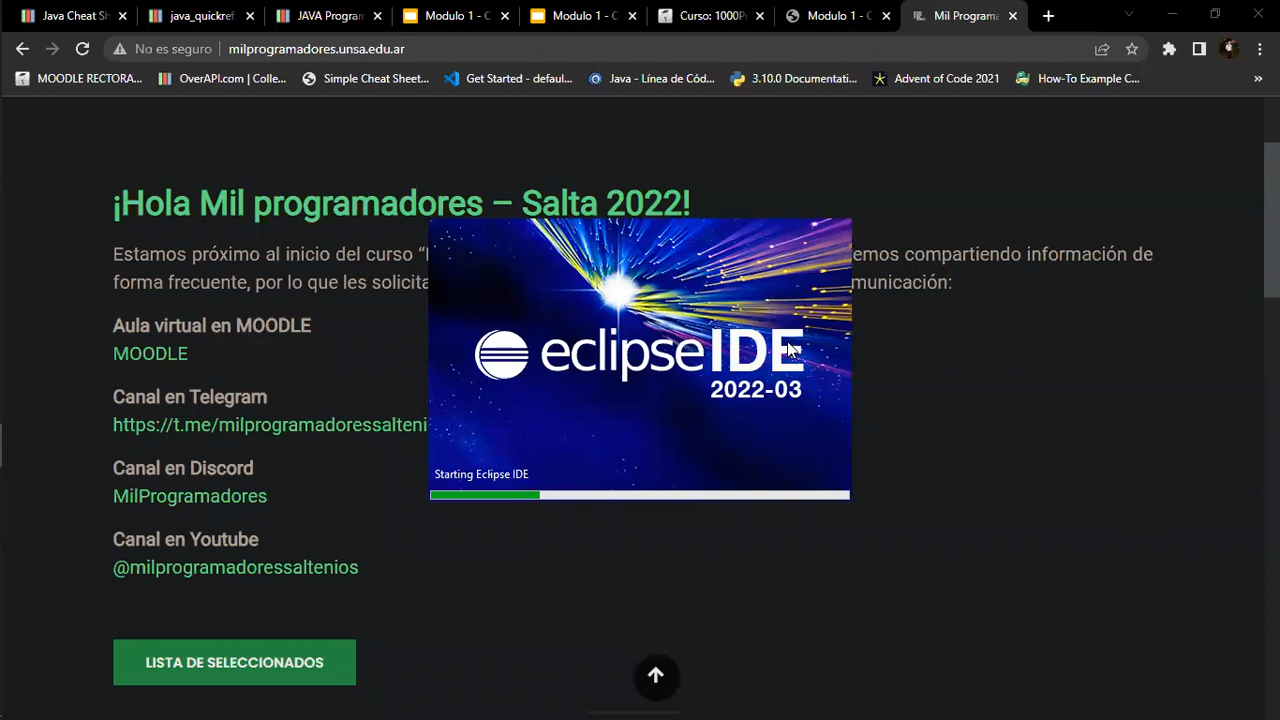 Java Cheat Sh
java_quickref.
JAVA Program
Modulo 1 - C
Modulo 1 - C
Curso: 1000P
Modulo 1 - C
Mil Programa
No es seguro
milprogramadores.unsa.edu.ar
MOODLE RECTORA...
OverAPI.com | Colle...
Simple Cheat Sheet...
Get Started - defaul...
Java - Línea de Cód...
3.10.0 Documentati...
Advent of Code 2021
How-To Example C...
»
¡Hola Mil programadores – Salta 2022!
Estamos próximo al inicio del curso “
emos compartiendo información de
forma frecuente, por lo que les solicita
municación:
Aula virtual en MOODLE
MOODLE
Canal en Telegram
https://t.me/milprogramadoressalteni
Canal en Discord
MilProgramadores
Canal en Youtube
@milprogramadoressaltenios
LISTA DE SELECCIONADOS
eclipse IDE
2022-03
Starting Eclipse IDE